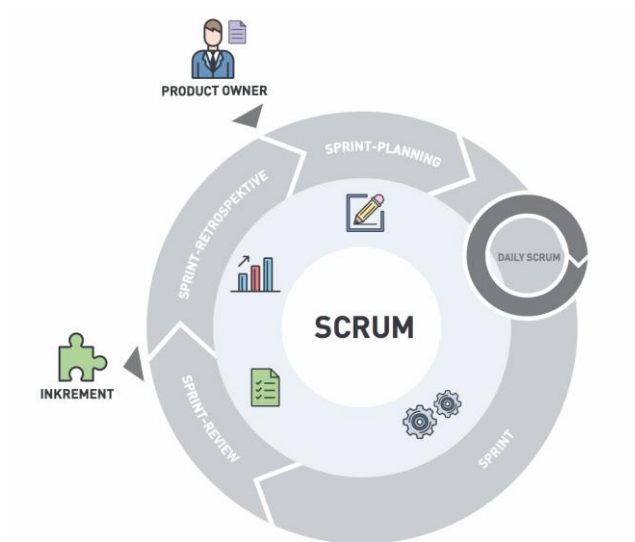 PRODUCT OWNER
SPRINT-PLANNING
SPRINT-RETROSPEKTIVE
DAILY SCRUM
SCRUM
INKREMENT
SPRINT-REVIEW
SPRINT